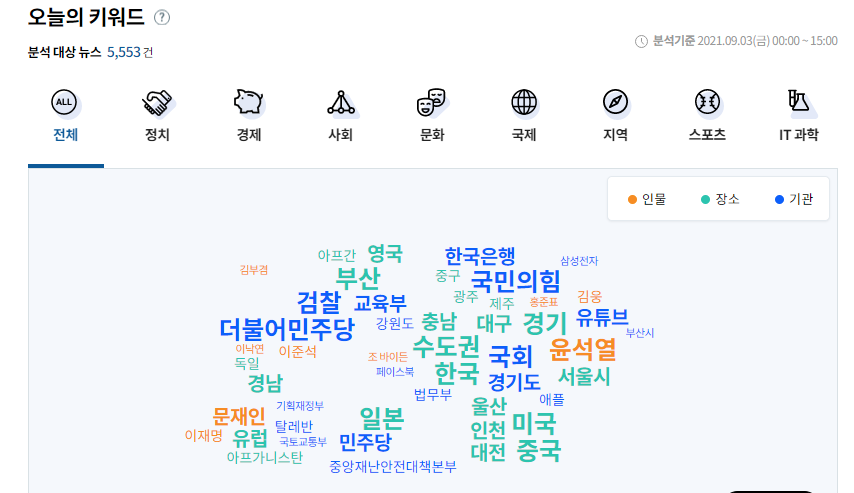 오늘의 키워드 ?
분석 대상 뉴스 5,553 건
분석기준 2021.09.03(금) 00:00 ~ 15:00
ALL
전체 정치 경제 사회 문화 국제 지역 스포츠 IT 과학
인물 장소 기관
아프간 영국 한국은행 삼성전자
김부겸 부산 중구 국민의힘
검찰 교육부 광주 제주 홍준표 김웅
더불어민주당 강원도 충남 대구 경기 유튜브 부산시
이낙연 이준석 조 바이든 수도권 국회 윤석열
독일 페이스북 한국
경남 경기도 서울시
법무부 애플
문재인 기획재정부 일본 울산 미국
이재명 유럽 탈레반 국토교통부 민주당 인천
아프가니스탄 대전 중국
중앙재난안전대책본부